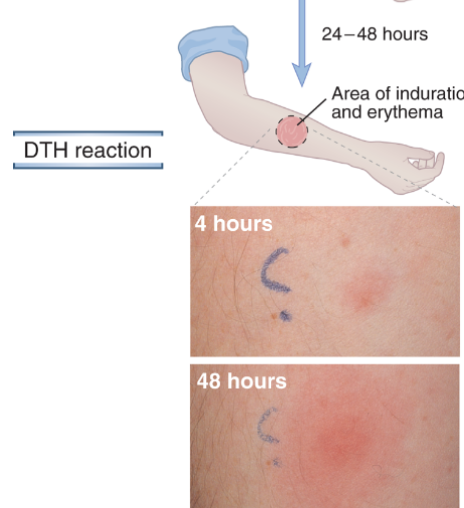 24–48 hours
Area of induratio
and erythema
DTH reaction
4 hours
48 hours